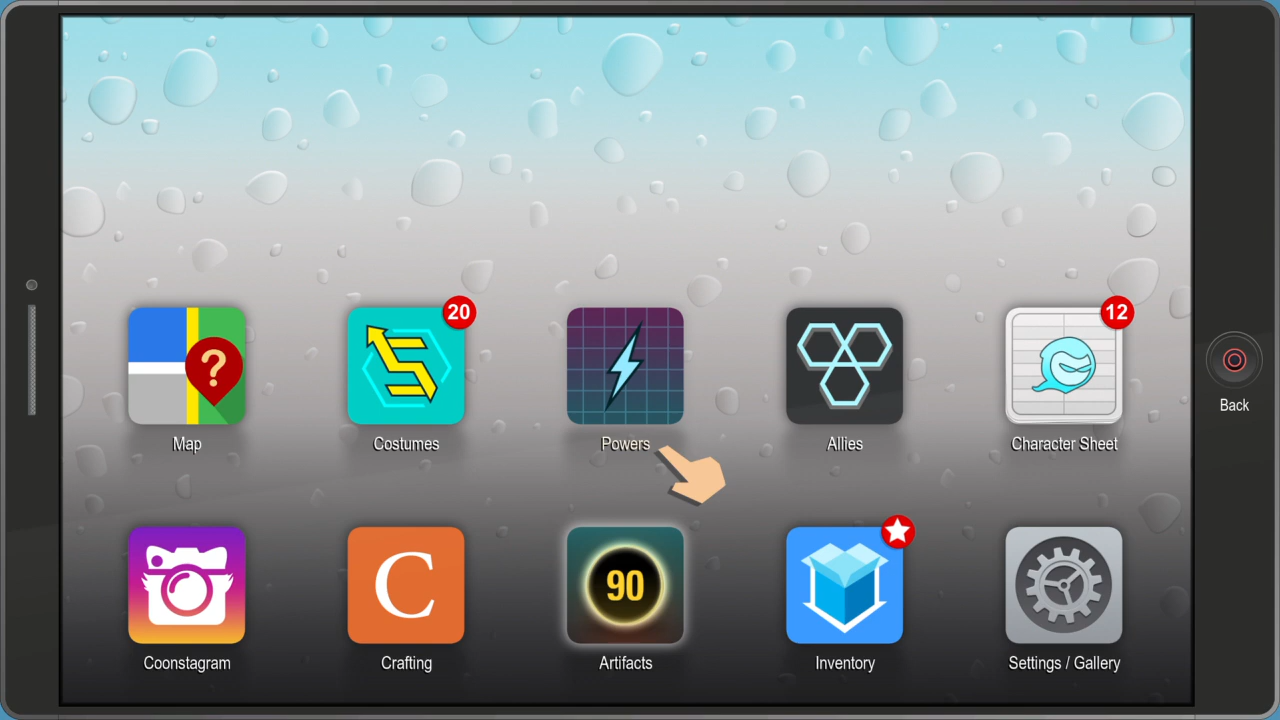 20
12
?
Map
Costumes
Powers
Allies
Character Sheet
Back
C
90
Coonstagram
Crafting
Artifacts
Inventory
Settings / Gallery